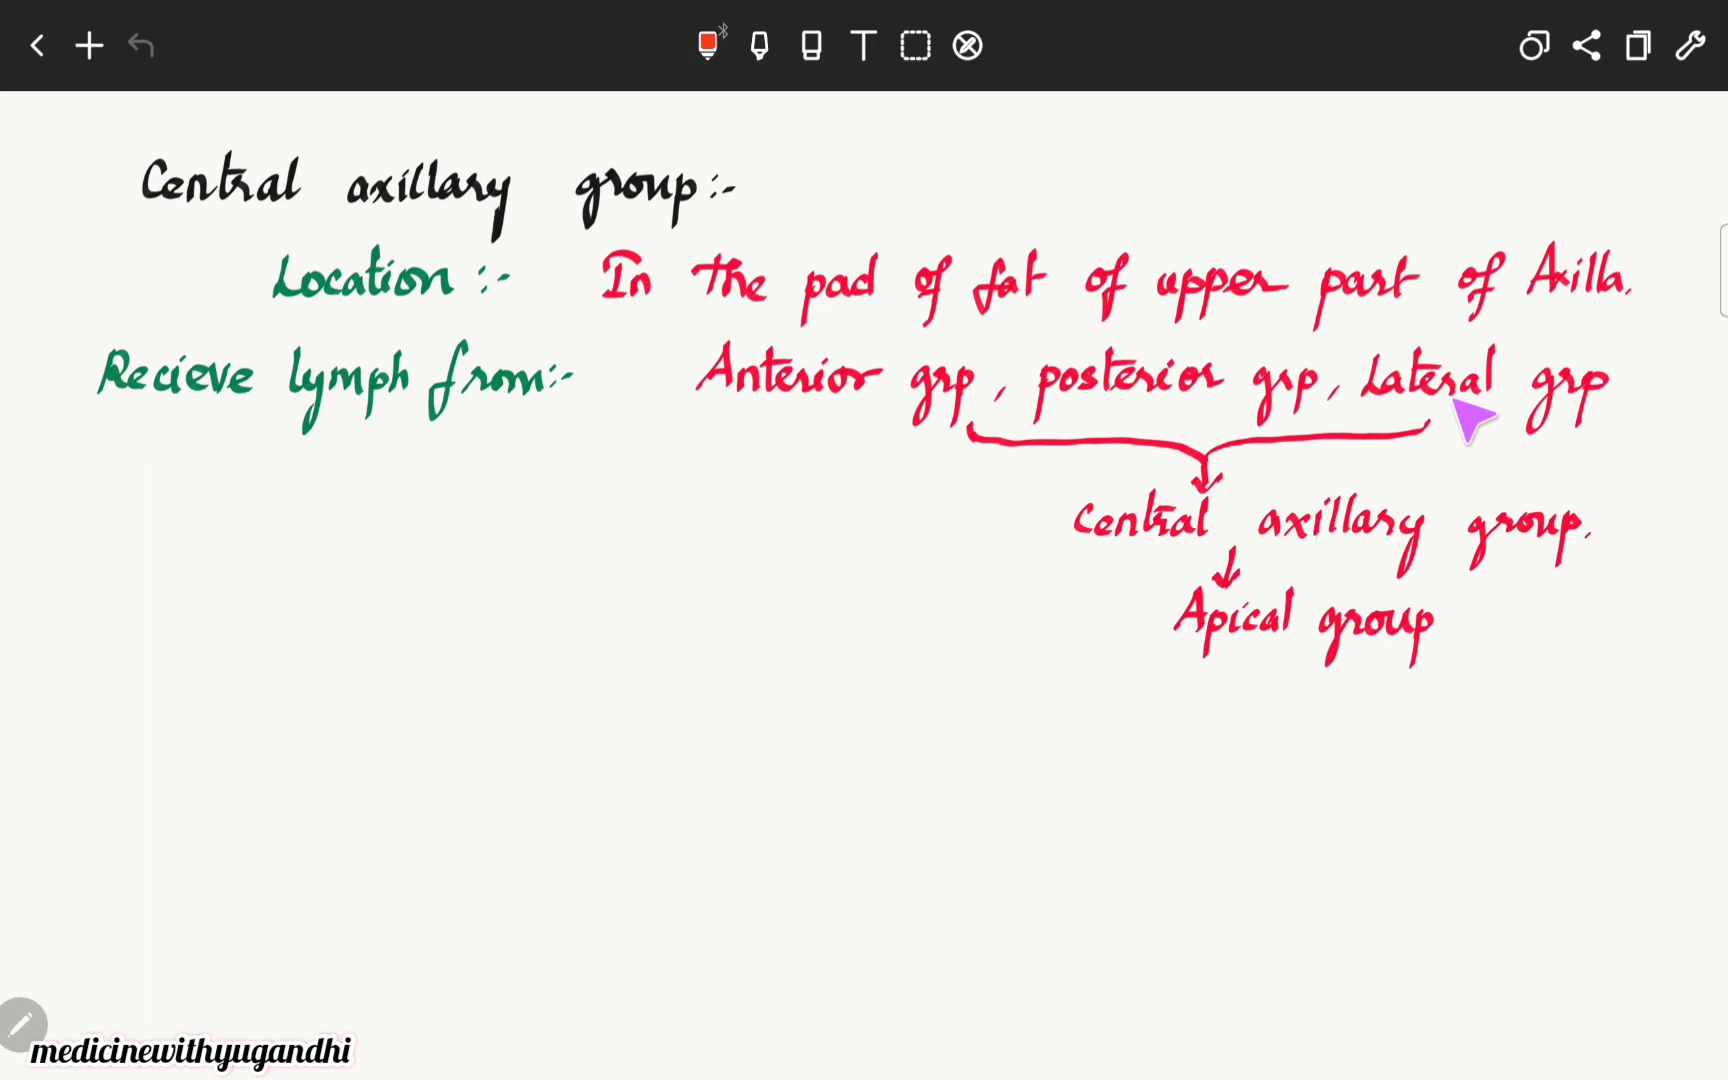 Central axillary group:-
Location :- In the pad of fat of upper part of Axilla.
Recieve lymph from:- Anterior grp, posterior grp, Lateral grp
Central axillary group.
Apical group
medicinewithyugandhi